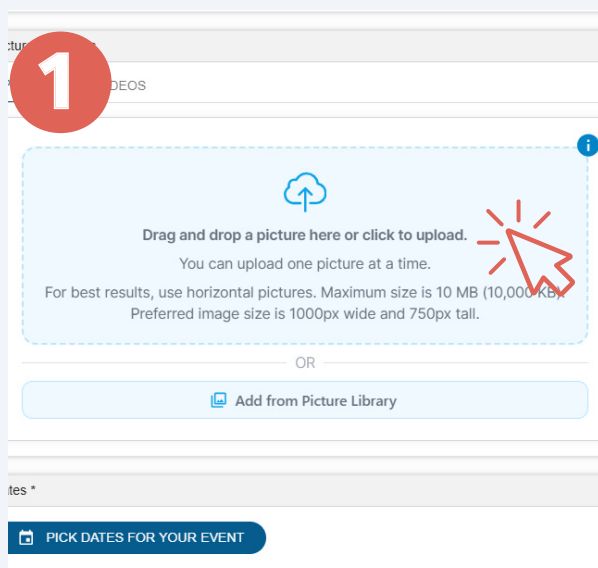 1
DEOS
i
Drag and drop a picture here or click to upload.
You can upload one picture at a time.
For best results, use horizontal pictures. Maximum size is 10 MB (10,000 KB).
Preferred image size is 1000px wide and 750px tall.
OR
Add from Picture Library
tes *
PICK DATES FOR YOUR EVENT